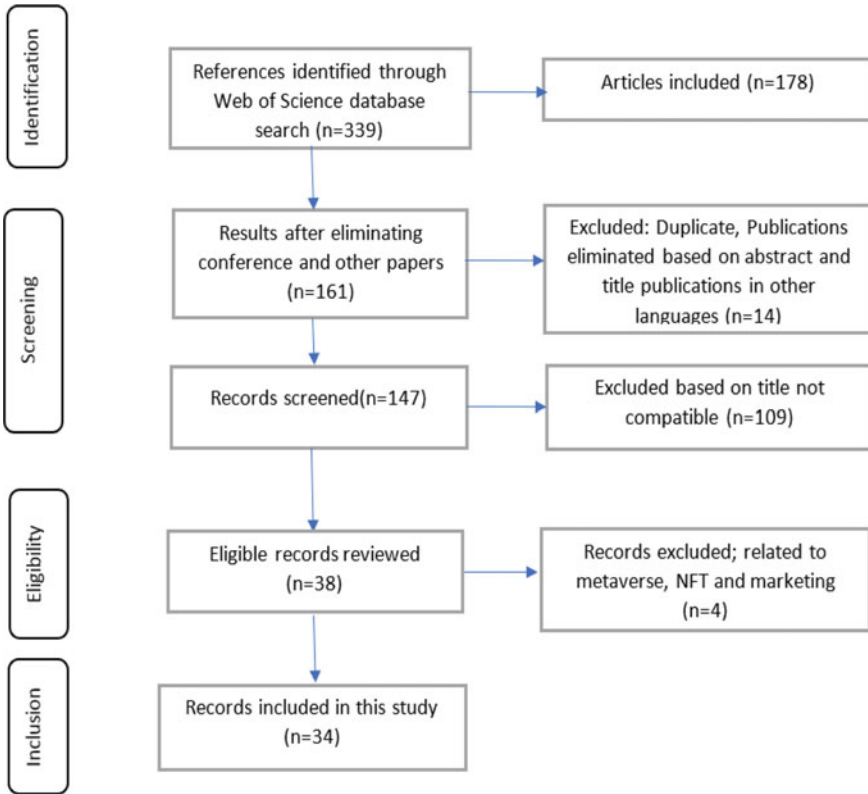 Identification
References identified through
Web of Science database
search (n=339)
Articles included (n=178)
Screening
Results after eliminating
conference and other papers
(n=161)
Excluded: Duplicate, Publications
eliminated based on abstract and
title publications in other
languages (n=14)
Records screened(n=147)
Excluded based on title not
compatible (n=109)
Eligibility
Eligible records reviewed
(n=38)
Records excluded; related to
metaverse, NFT and marketing
(n=4)
Inclusion
Records included in this study
(n=34)